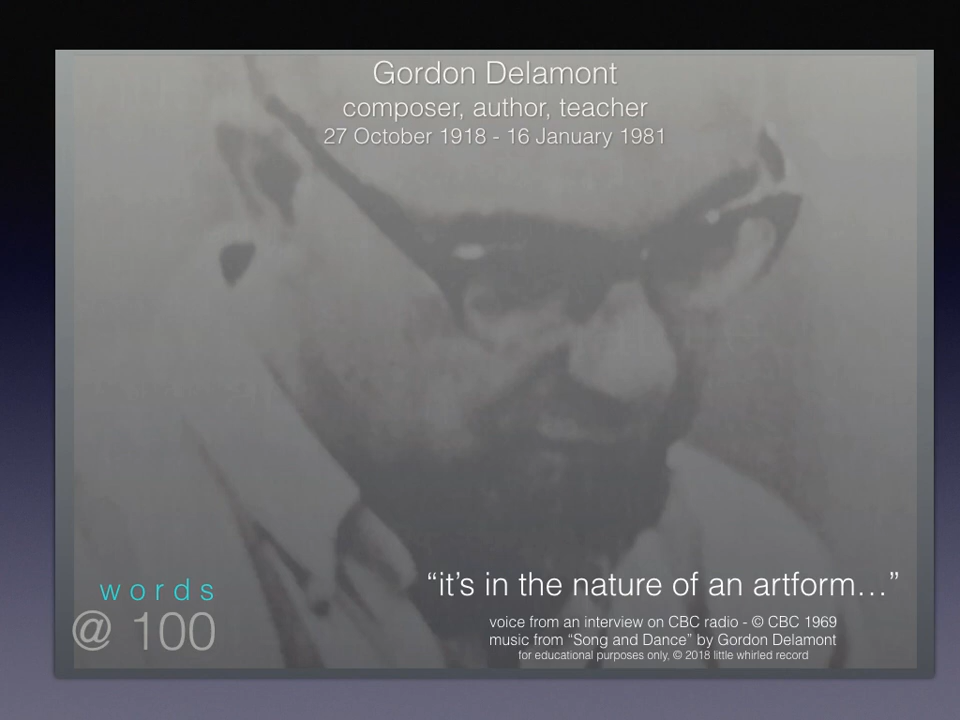 Gordon Delamont
composer, author, teacher
27 October 1918 - 16 January 1981
words
@ 100
“it’s in the nature of an artform…”
voice from an interview on CBC radio - © CBC 1969
music from “Song and Dance” by Gordon Delamont
for educational purposes only, © 2018 little whirled record